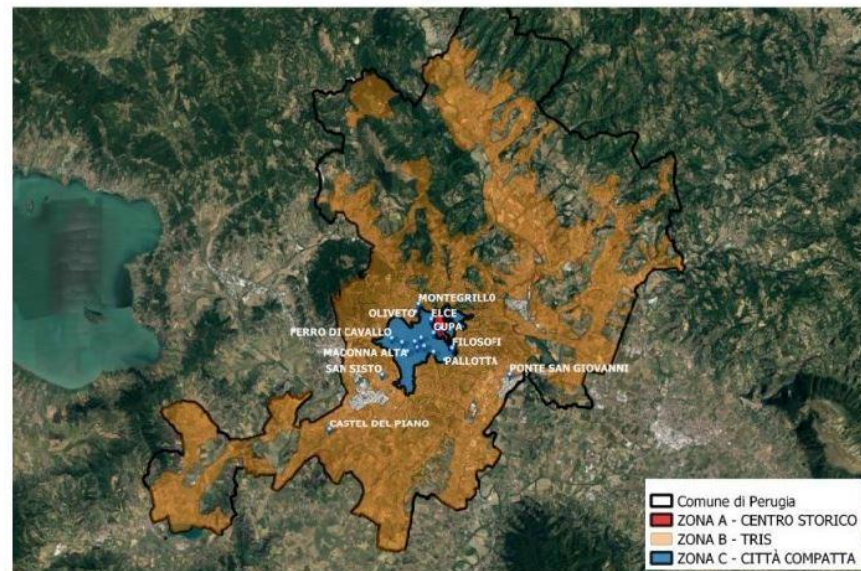 MONTEGRILLO
OLIVETO
ELCE
CUPA
FERRO DI CAVALLO
FILOSOFI
MADONNA ALTA
PALLOTTA
SAN SISTO
PONTE SAN GIOVANNI
CASTEL DEL PIANO
Comune di Perugia
ZONA A - CENTRO STORICO
ZONA B - TRIS
ZONA C - CITTÀ COMPATTA